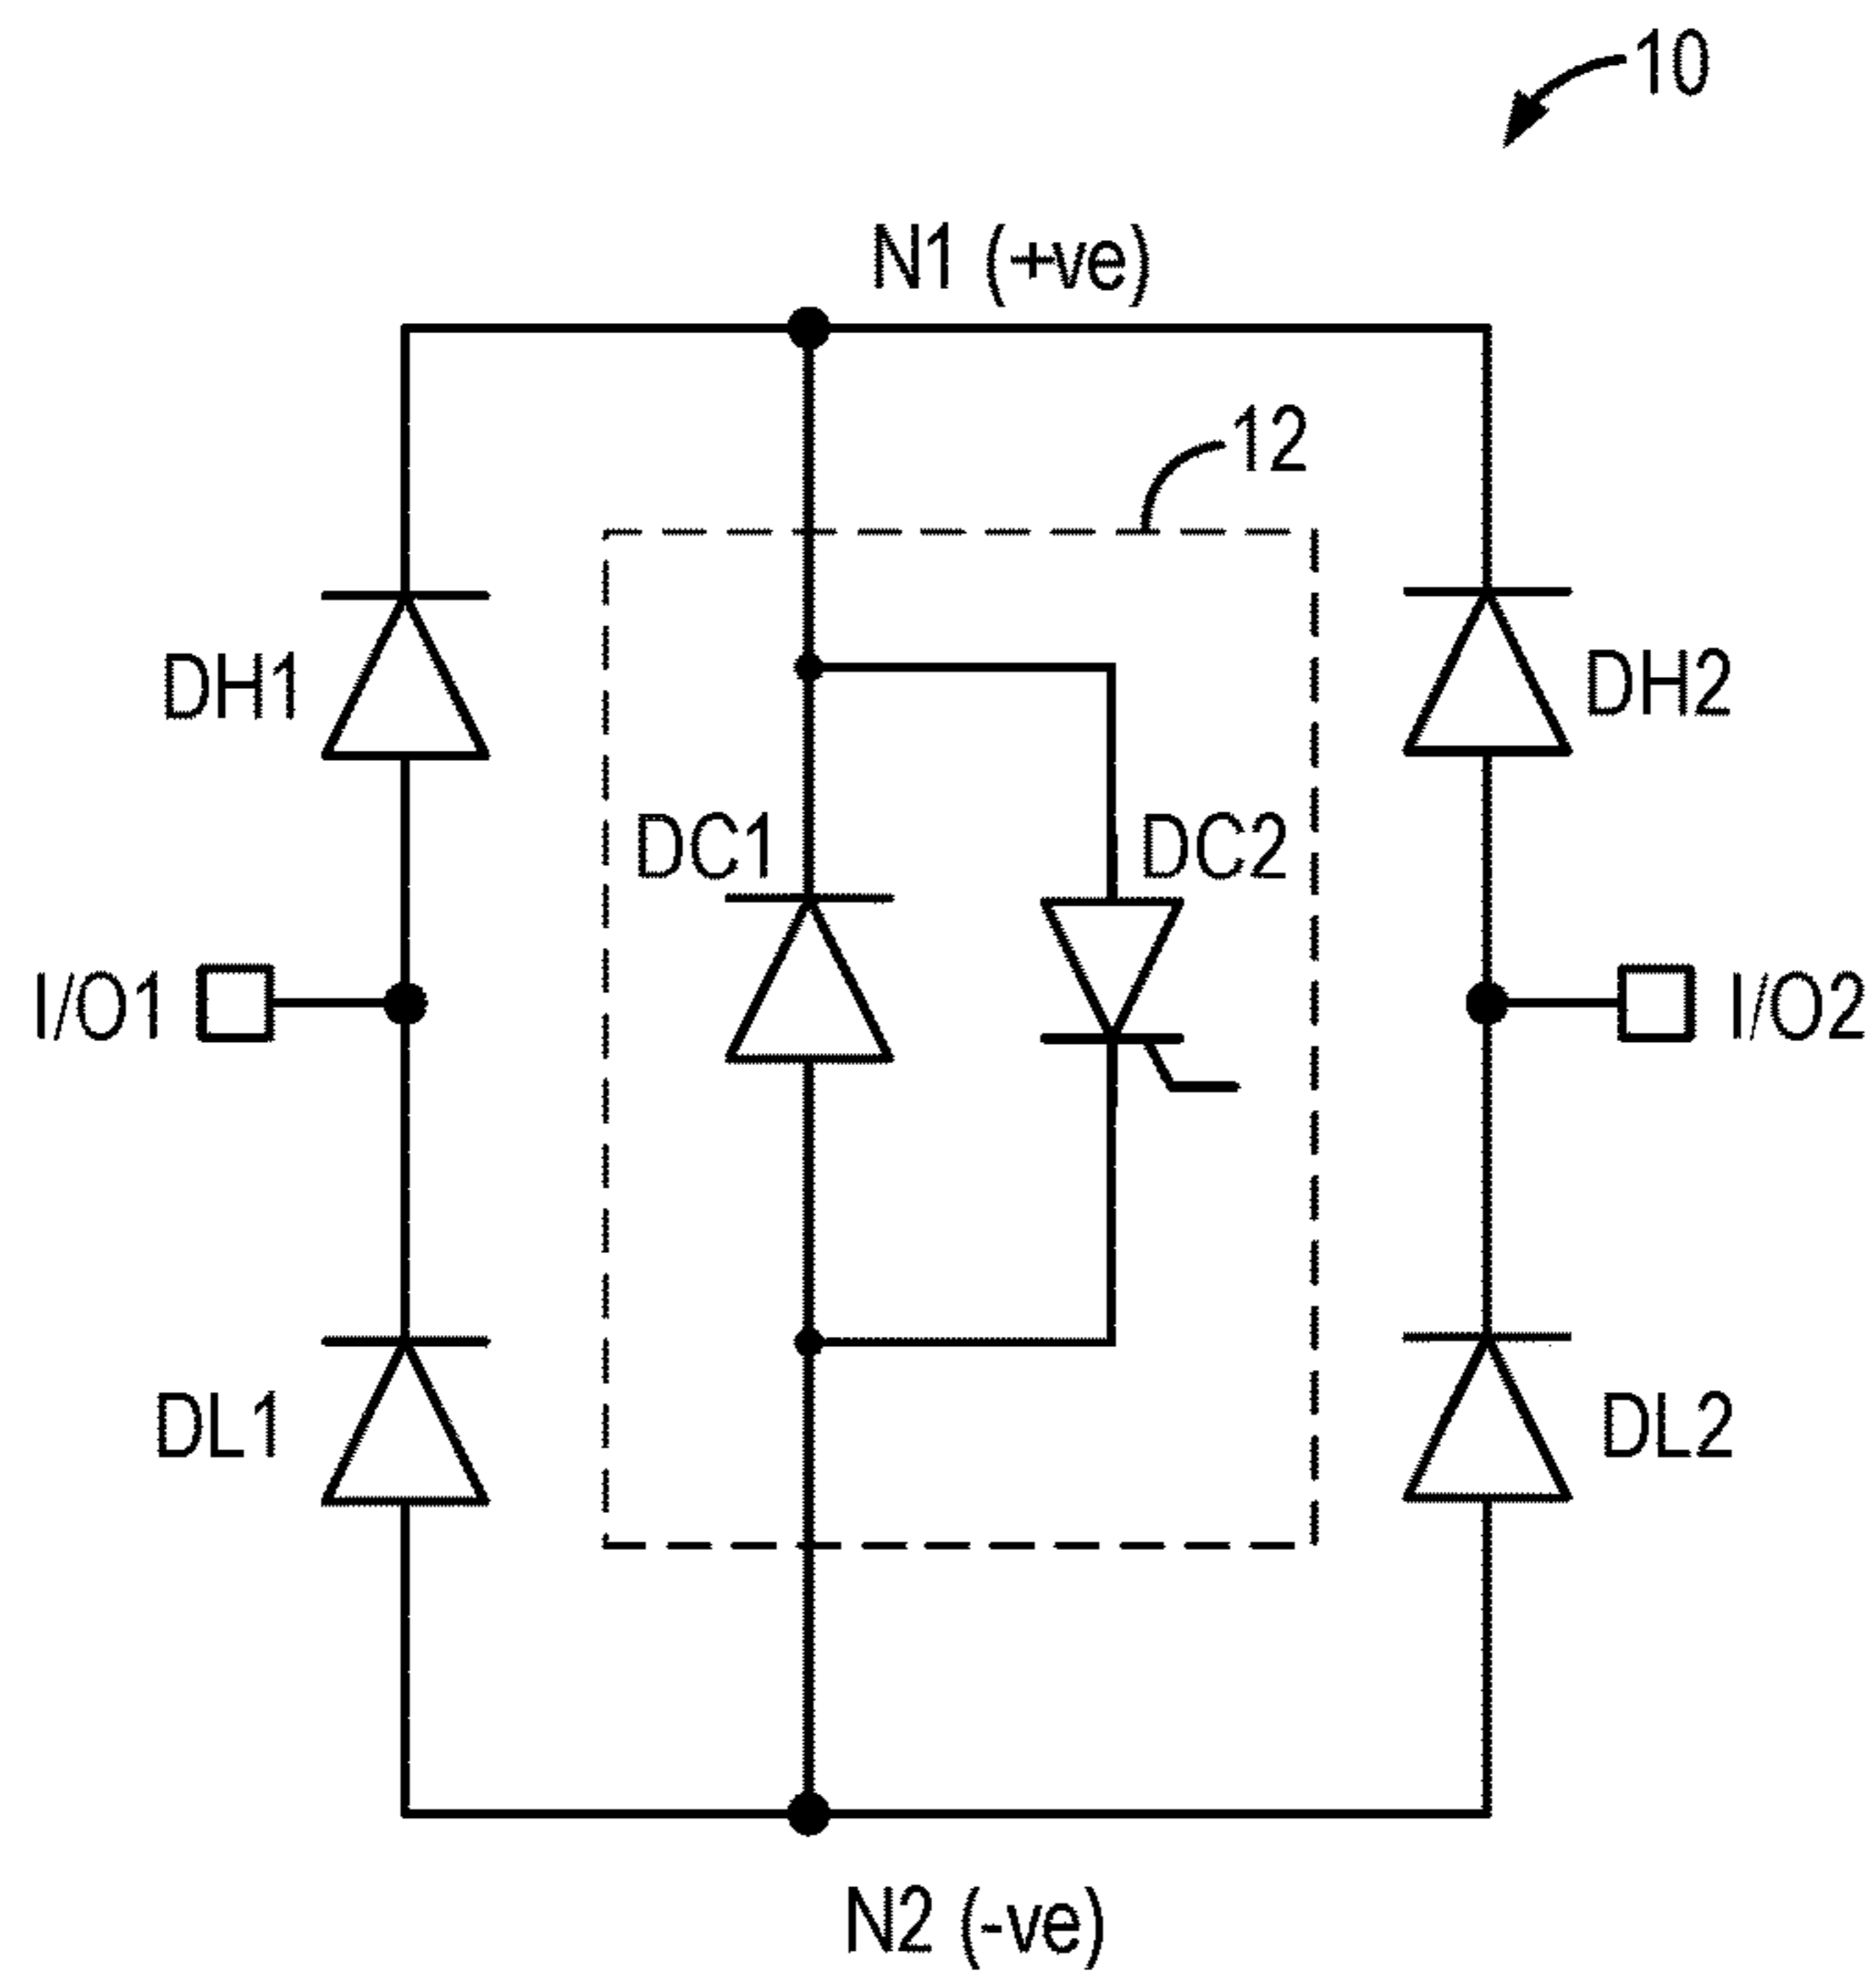 10
N1 (+ve)
12
DH1
DH2
DC1
DC2
I/O1
I/O2
DL1
DL2
N2 (-ve)